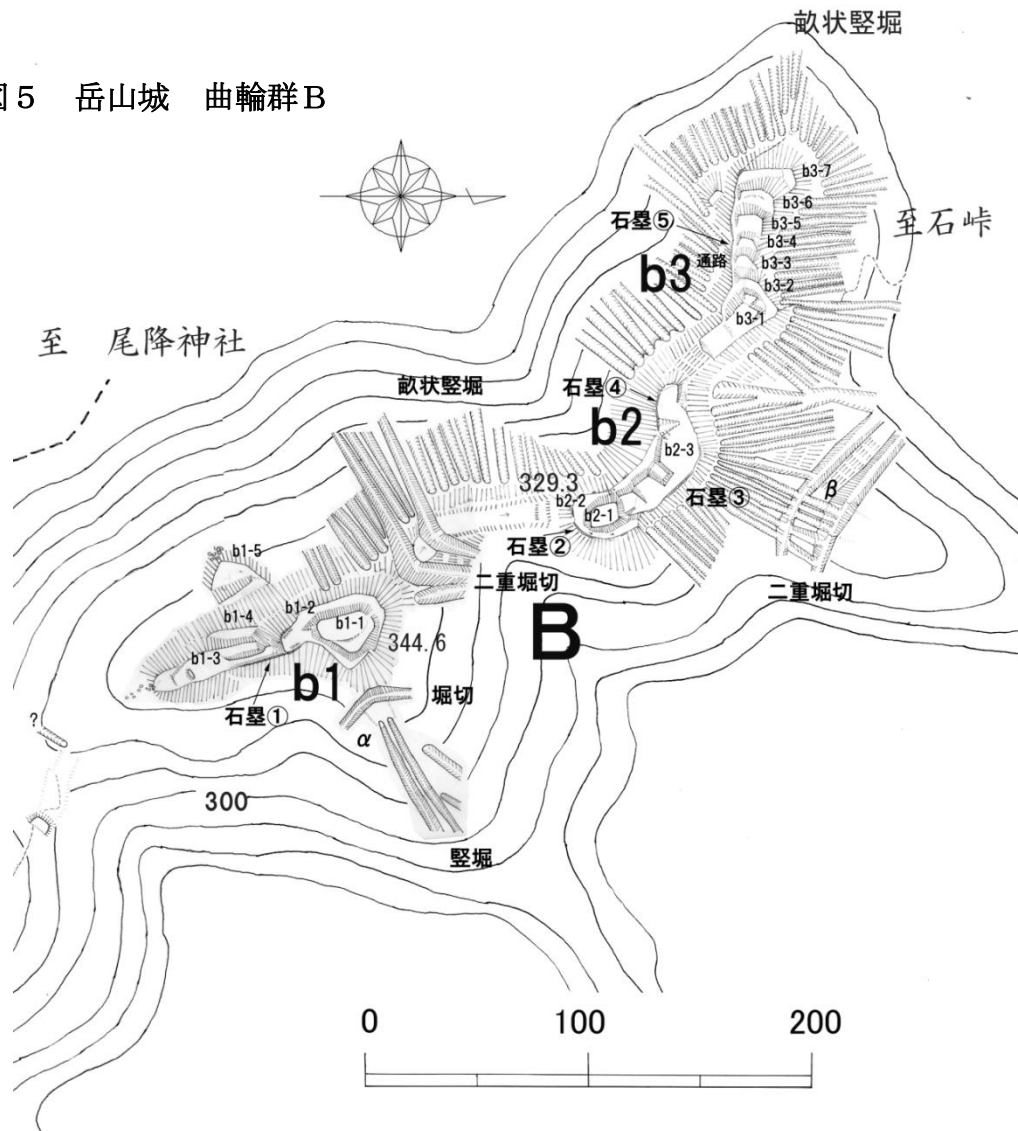 畝状竪堀
図5 岳山城 曲輪群B
b3-7
b3-6
石塁⑤
b3-5
至石峠
b3-4
b3
通路
b3-3
b3-2
b3-1
至 尾降神社
畝状竪堀
石塁④
b2
b2-3
329.3
β
b2-2
b2-1
石塁③
石塁②
b1-5
二重堀切
二重堀切
b1-4
b1-2
B
b1-1
344.6
b1-3
b1
堀切
石塁①
?
α
300
竪堀
0 100 200